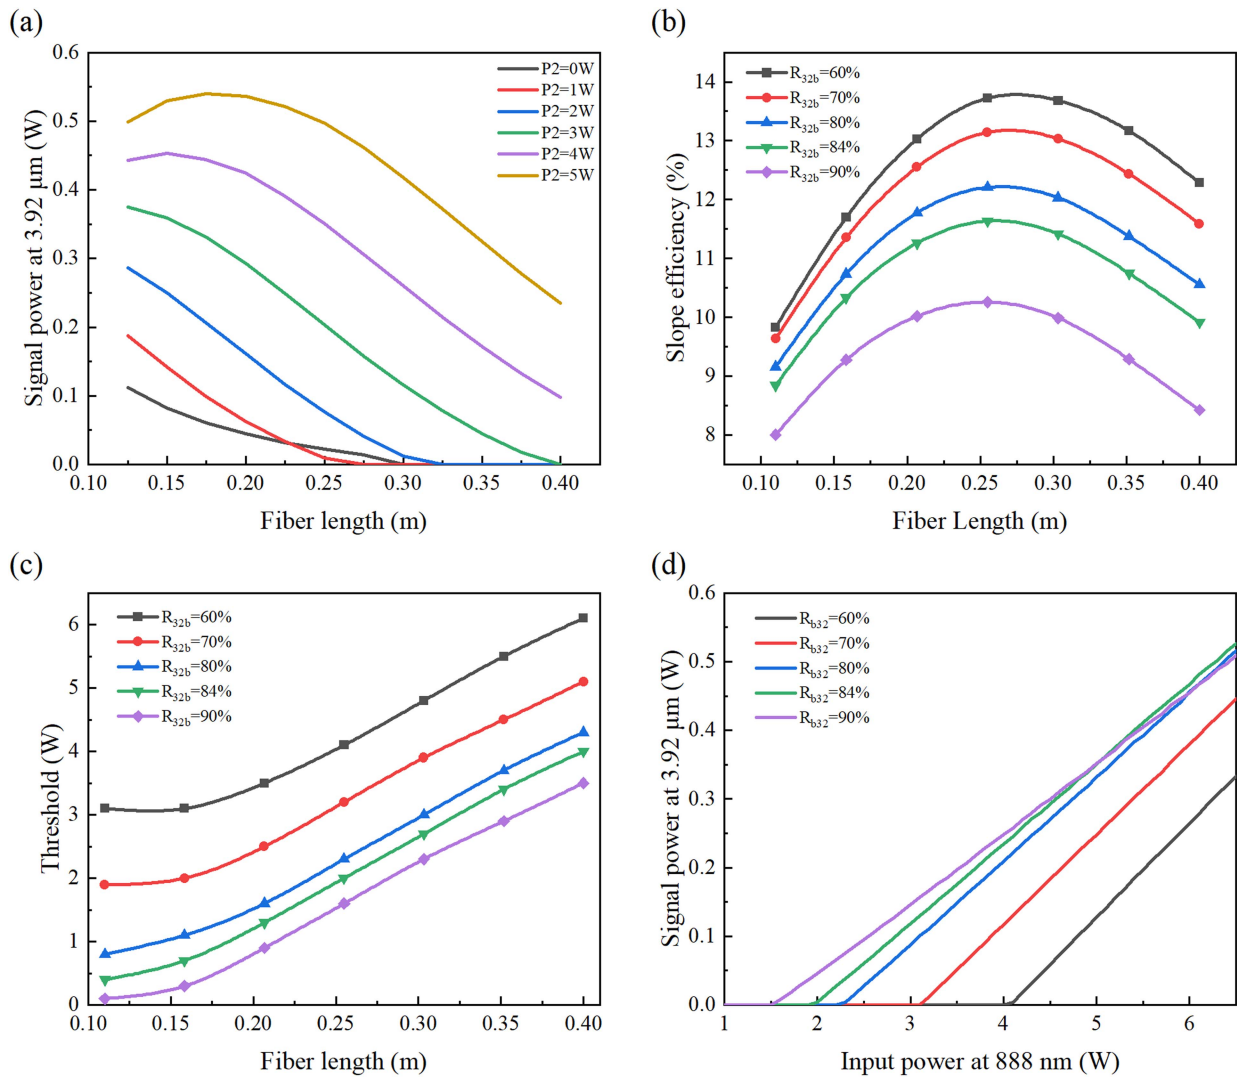 (a)
Signal power at 3.92 μm (W)
0.6
0.5
0.4
0.3
0.2
0.1
0.0
P2=0W
P2=1W
P2=2W
P2=3W
P2=4W
P2=5W
0.10 0.15 0.20 0.25 0.30 0.35 0.40
Fiber length (m)
(b)
Slope efficiency (%)
14
13
12
11
10
9
8
R32b=60%
R32b=70%
R32b=80%
R32b=84%
R32b=90%
0.10 0.15 0.20 0.25 0.30 0.35 0.40
Fiber Length (m)
(c)
Threshold (W)
6
5
4
3
2
1
0
R32b=60%
R32b=70%
R32b=80%
R32b=84%
R32b=90%
0.10 0.15 0.20 0.25 0.30 0.35 0.40
Fiber length (m)
(d)
Signal power at 3.92 μm (W)
0.6
0.5
0.4
0.3
0.2
0.1
0.0
Rb32=60%
Rb32=70%
Rb32=80%
Rb32=84%
Rb32=90%
1 2 3 4 5 6
Input power at 888 nm (W)